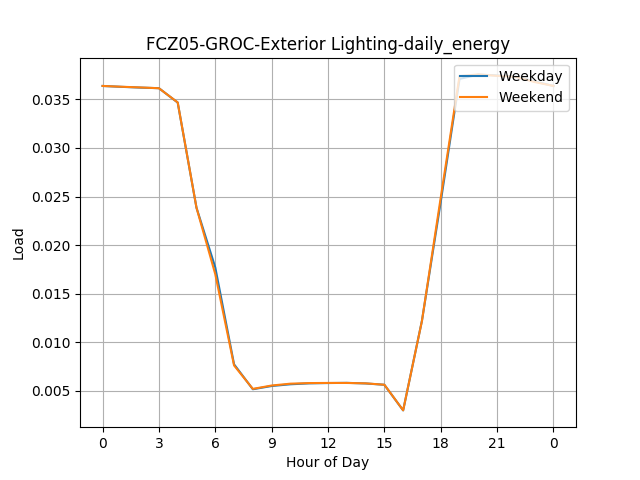 FCZ05-GROC-Exterior Lighting-daily_energy
Weekday
Weekend
0.035
0.030
0.025
0.020
0.015
0.010
0.005
Load
0 3 6 9 12 15 18 21 0
Hour of Day